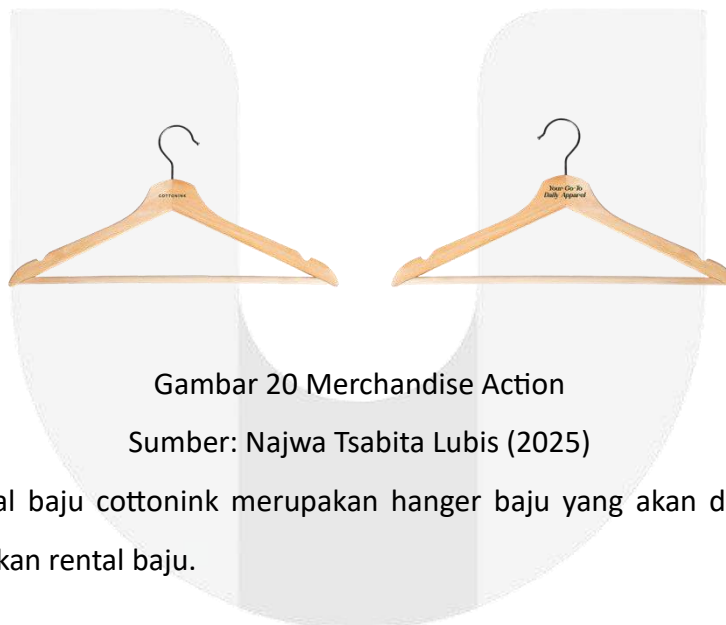 COTTONINK
Your Go-To
Daily Apparel
Gambar 20 Merchandise Action
Sumber: Najwa Tsabita Lubis (2025)
al baju cottonink merupakan hanger baju yang akan d
kan rental baju.